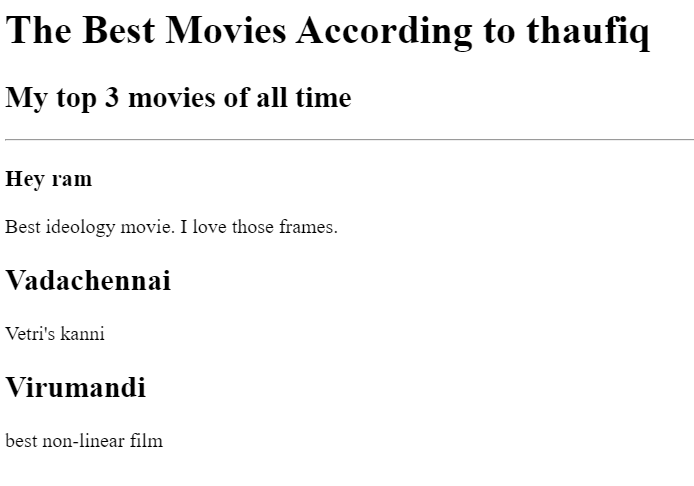 The Best Movies According to thaufiq
My top 3 movies of all time
Hey ram
Best ideology movie. I love those frames.
Vadachennai
Vetri's kanni
Virumandi
best non-linear film